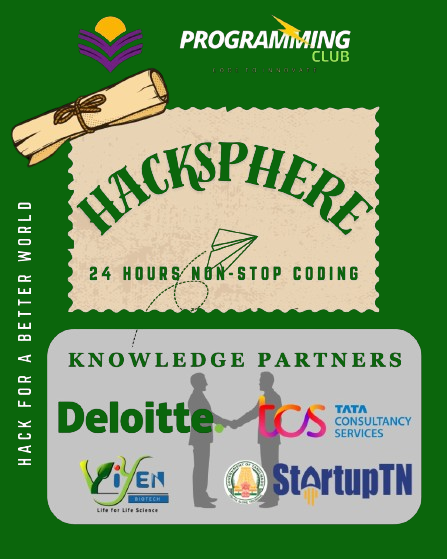 PROGRAMMING
CLUB
HACKSPHERE
24 HOURS NON-STOP CODING
HACK FOR A BETTER WORLD
KNOWLEDGE PARTNERS
Deloitte.
tcs TATA
CONSULTANCY
SERVICES
ViYEN
BIOTECH
Life for Life Science
StartupTN